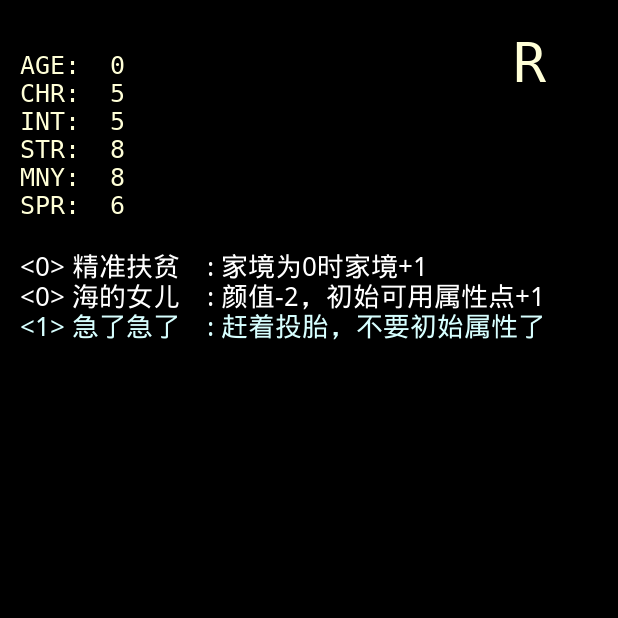 R
AGE: 0
CHR: 5
INT: 5
STR: 8
MNY: 8
SPR: 6
<0> 精准扶贫 : 家境为0时家境+1
<0> 海的女儿 : 颜值-2，初始可用属性点+1
<1> 急了急了 : 赶着投胎，不要初始属性了